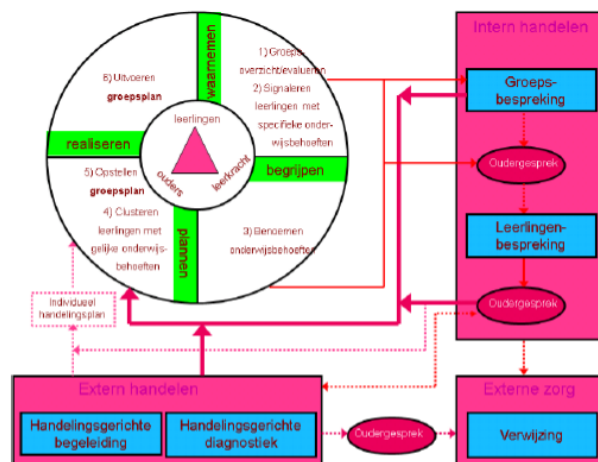 waarnemen
1) Groeps-
overzicht/evalueren
2) Signaleren
leerlingen met
specifieke onder-
wijsbehoeften
begrijpen
3) Benoemen
onderwijsbehoeften
plannen
4) Clusteren
leerlingen met
gelijke onderwijs-
behoeften
5) Opstellen
groepsplan
realiseren
6) Uitvoeren
groepsplan
leerlingen
ouders
leerkracht
Individueel
handelingsplan
Intern handelen
Groeps-
bespreking
Oudergesprek
Leerlingen-
bespreking
Oudergesprek
Extern handelen
Handelingsgerichte
begeleiding
Handelingsgerichte
diagnostiek
Oudergesprek
Externe zorg
Verwijzing